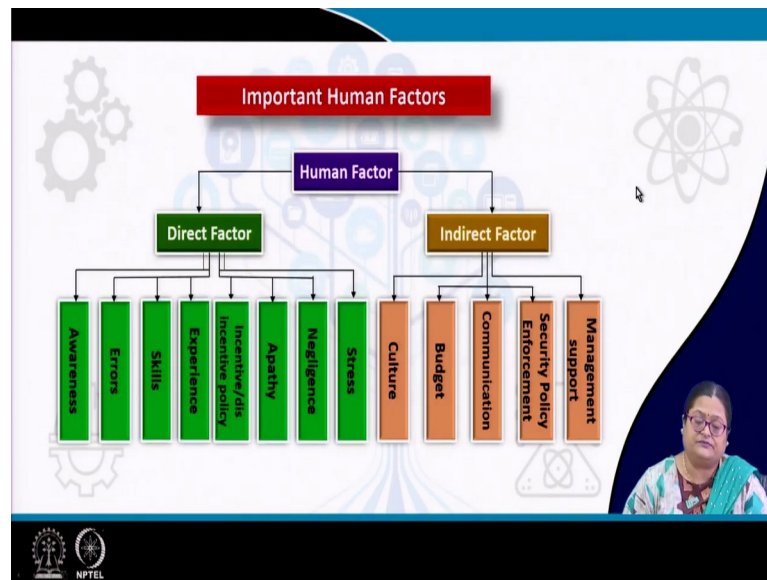 Important Human Factors
Human Factor
Direct Factor
Indirect Factor
Awareness
Errors
Skills
Experience
Incentive/dis
incentive policy
Apathy
Negligence
Stress
Culture
Budget
Communication
Security Policy
Enforcement
Management
support
NPTEL